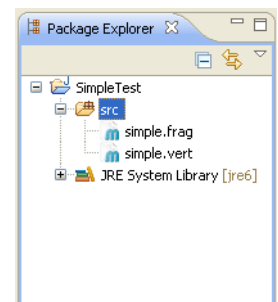 Package Explorer
SimpleTest
src
simple.frag
simple.vert
JRE System Library [jre6]